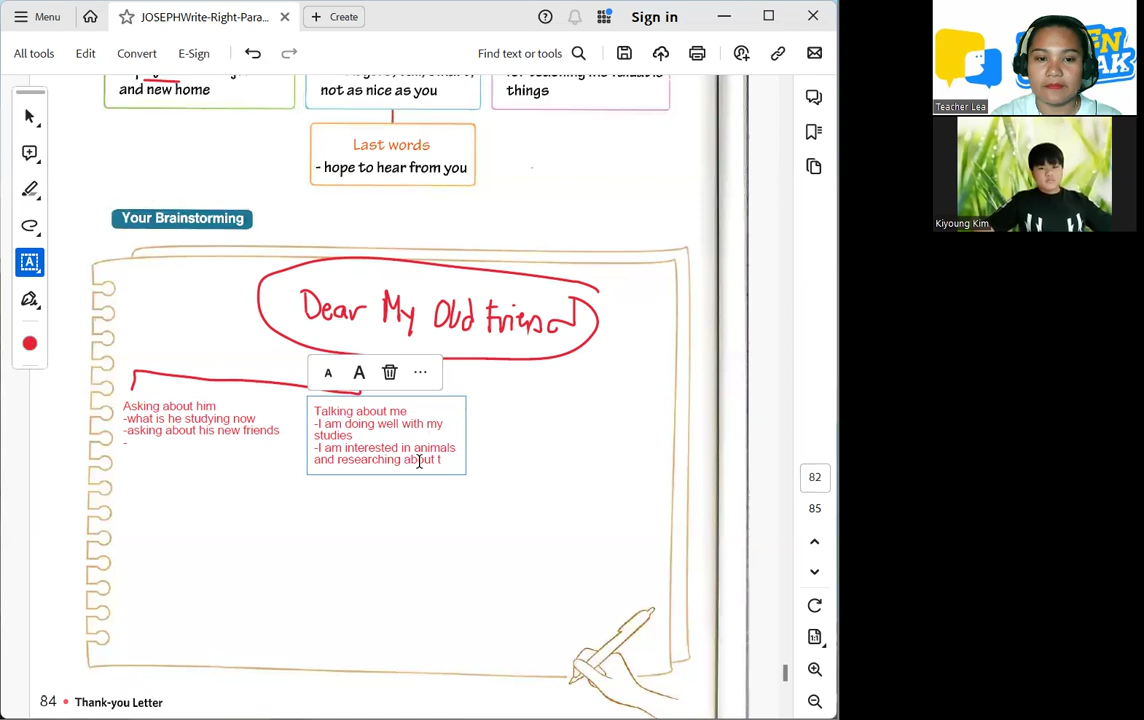 Menu
JOSEPHWrite-Right-Para...
Create
Sign in
All tools
Edit
Convert
E-Sign
Find text or tools
and new home
not as nice as you
things
Last words
- hope to hear from you
Your Brainstorming
Dear My Old Friend
A A ...
Asking about him
-what is he studying now
-asking about his new friends
-
Talking about me
-I am doing well with my
studies
-I am interested in animals
and researching about t
82
85
84 • Thank-you Letter
Teacher Lea
Kiyoung Kim